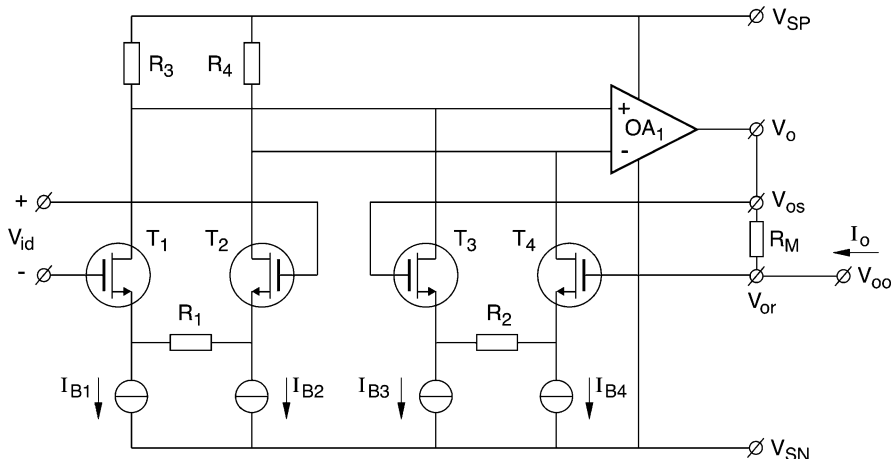 V_SP
R_3 R_4
+
OA_1
-
V_o
+
V_os
V_id
T_1 T_2 T_3 T_4
R_M
I_o
-
V_or
V_oo
R_1 R_2
I_B1 I_B2 I_B3 I_B4
V_SN